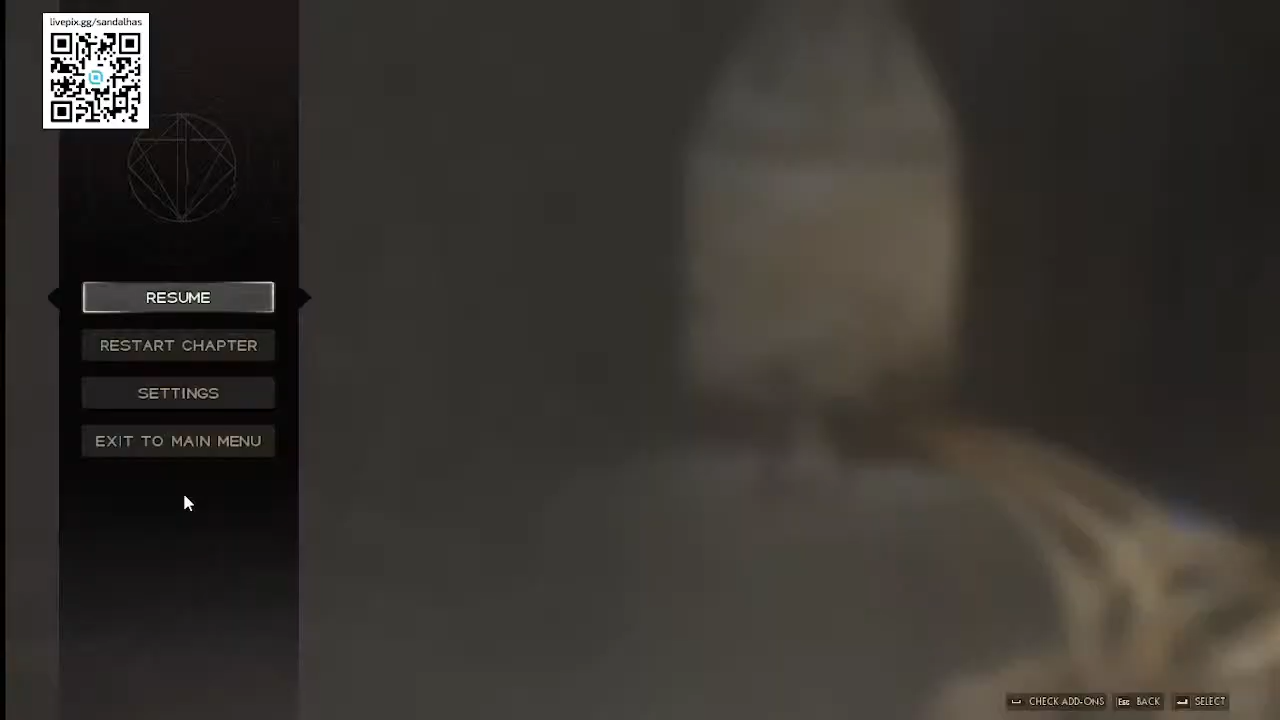 livepix.gg/sandalhas
RESUME
RESTART CHAPTER
SETTINGS
EXIT TO MAIN MENU
CHECK ADD-ONS
Esc BACK
SELECT